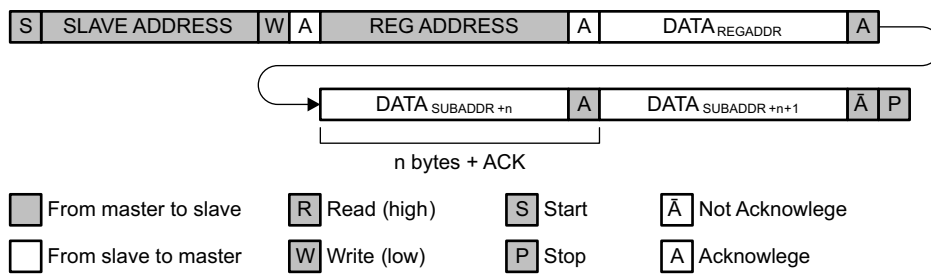 S SLAVE ADDRESS W A REG ADDRESS A DATA REGADDR A
DATA SUBADDR +n A DATA SUBADDR +n+1 Ā P
n bytes + ACK
From master to slave R Read (high) S Start Ā Not Acknowlege
From slave to master W Write (low) P Stop A Acknowlege